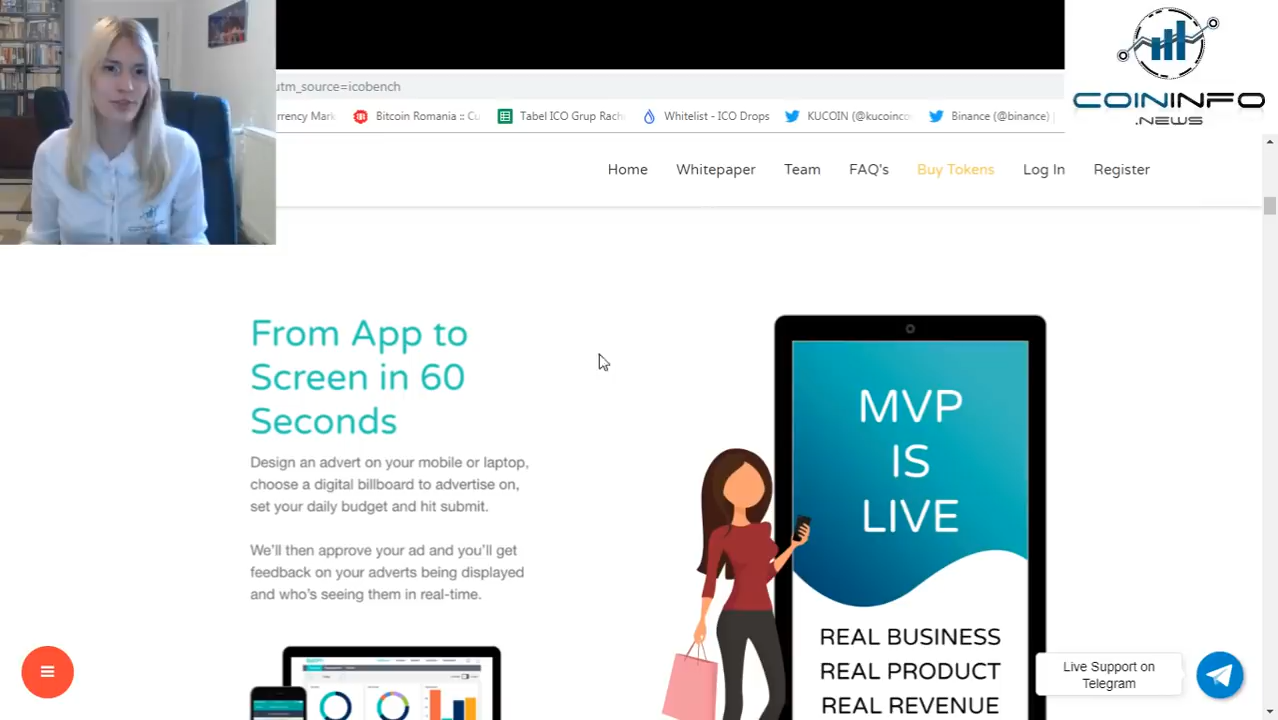 utm_source=icobench
COININFO
.NEWS
rrency Mark
Bitcoin Romania :: Cu
Tabel ICO Grup Rach
Whitelist - ICO Drops
KUCOIN (@kucoinco
Binance (@binance)
Home
Whitepaper
Team
FAQ's
Buy Tokens
Log In
Register
From App to
Screen in 60
Seconds
Design an advert on your mobile or laptop,
choose a digital billboard to advertise on,
set your daily budget and hit submit.
We'll then approve your ad and you'll get
feedback on your adverts being displayed
and who's seeing them in real-time.
MVP
IS
LIVE
REAL BUSINESS
REAL PRODUCT
REAL REVENUE
Live Support on
Telegram